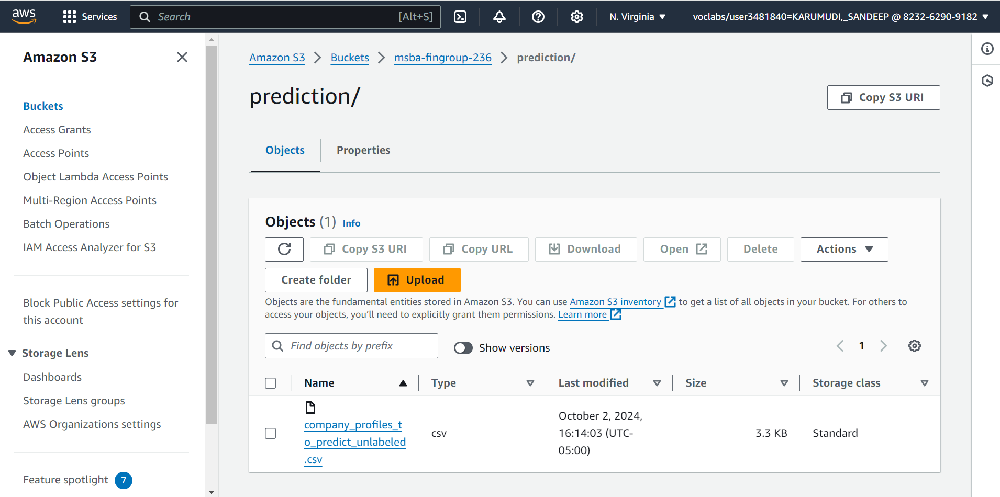 aws
Services
Search [Alt+S]
N. Virginia
voclabs/user3481840=KARUMUDI,_SANDEEP @ 8232-6290-9182
Amazon S3
Buckets
Access Grants
Access Points
Object Lambda Access Points
Multi-Region Access Points
Batch Operations
IAM Access Analyzer for S3
Block Public Access settings for
this account
Storage Lens
Dashboards
Storage Lens groups
AWS Organizations settings
Feature spotlight 7
Amazon S3 Buckets msba-fingroup-236 prediction/
prediction/
Copy S3 URI
Objects Properties
Objects (1) Info
Copy S3 URI Copy URL Download Open Delete Actions
Create folder Upload
Objects are the fundamental entities stored in Amazon S3. You can use Amazon S3 inventory to get a list of all objects in your bucket. For others to
access your objects, you’ll need to explicitly grant them permissions. Learn more
Find objects by prefix Show versions 1
Name Type Last modified Size Storage class
company_profiles_t
o_predict_unlabeled
.csv
csv
October 2, 2024,
16:14:03 (UTC-
05:00)
3.3 KB
Standard